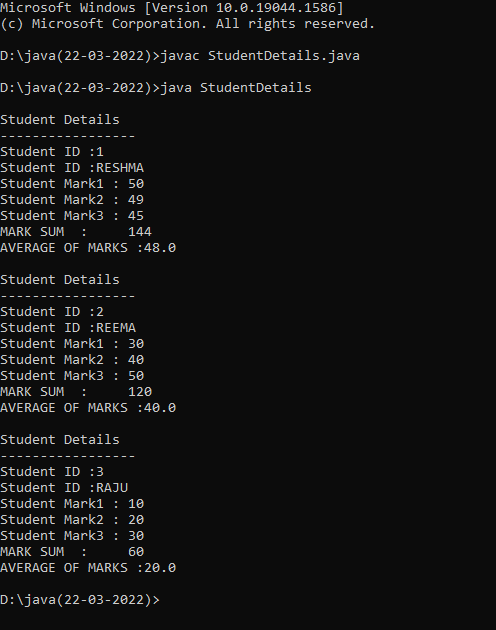 Microsoft Windows [Version 10.0.19044.1586]
(c) Microsoft Corporation. All rights reserved.
D:\java(22-03-2022)>javac StudentDetails.java
D:\java(22-03-2022)>java StudentDetails
Student Details
-----------------
Student ID :1
Student ID :RESHMA
Student Mark1 : 50
Student Mark2 : 49
Student Mark3 : 45
MARK SUM  :     144
AVERAGE OF MARKS :48.0
Student Details
-----------------
Student ID :2
Student ID :REEMA
Student Mark1 : 30
Student Mark2 : 40
Student Mark3 : 50
MARK SUM  :     120
AVERAGE OF MARKS :40.0
Student Details
-----------------
Student ID :3
Student ID :RAJU
Student Mark1 : 10
Student Mark2 : 20
Student Mark3 : 30
MARK SUM  :     60
AVERAGE OF MARKS :20.0
D:\java(22-03-2022)>